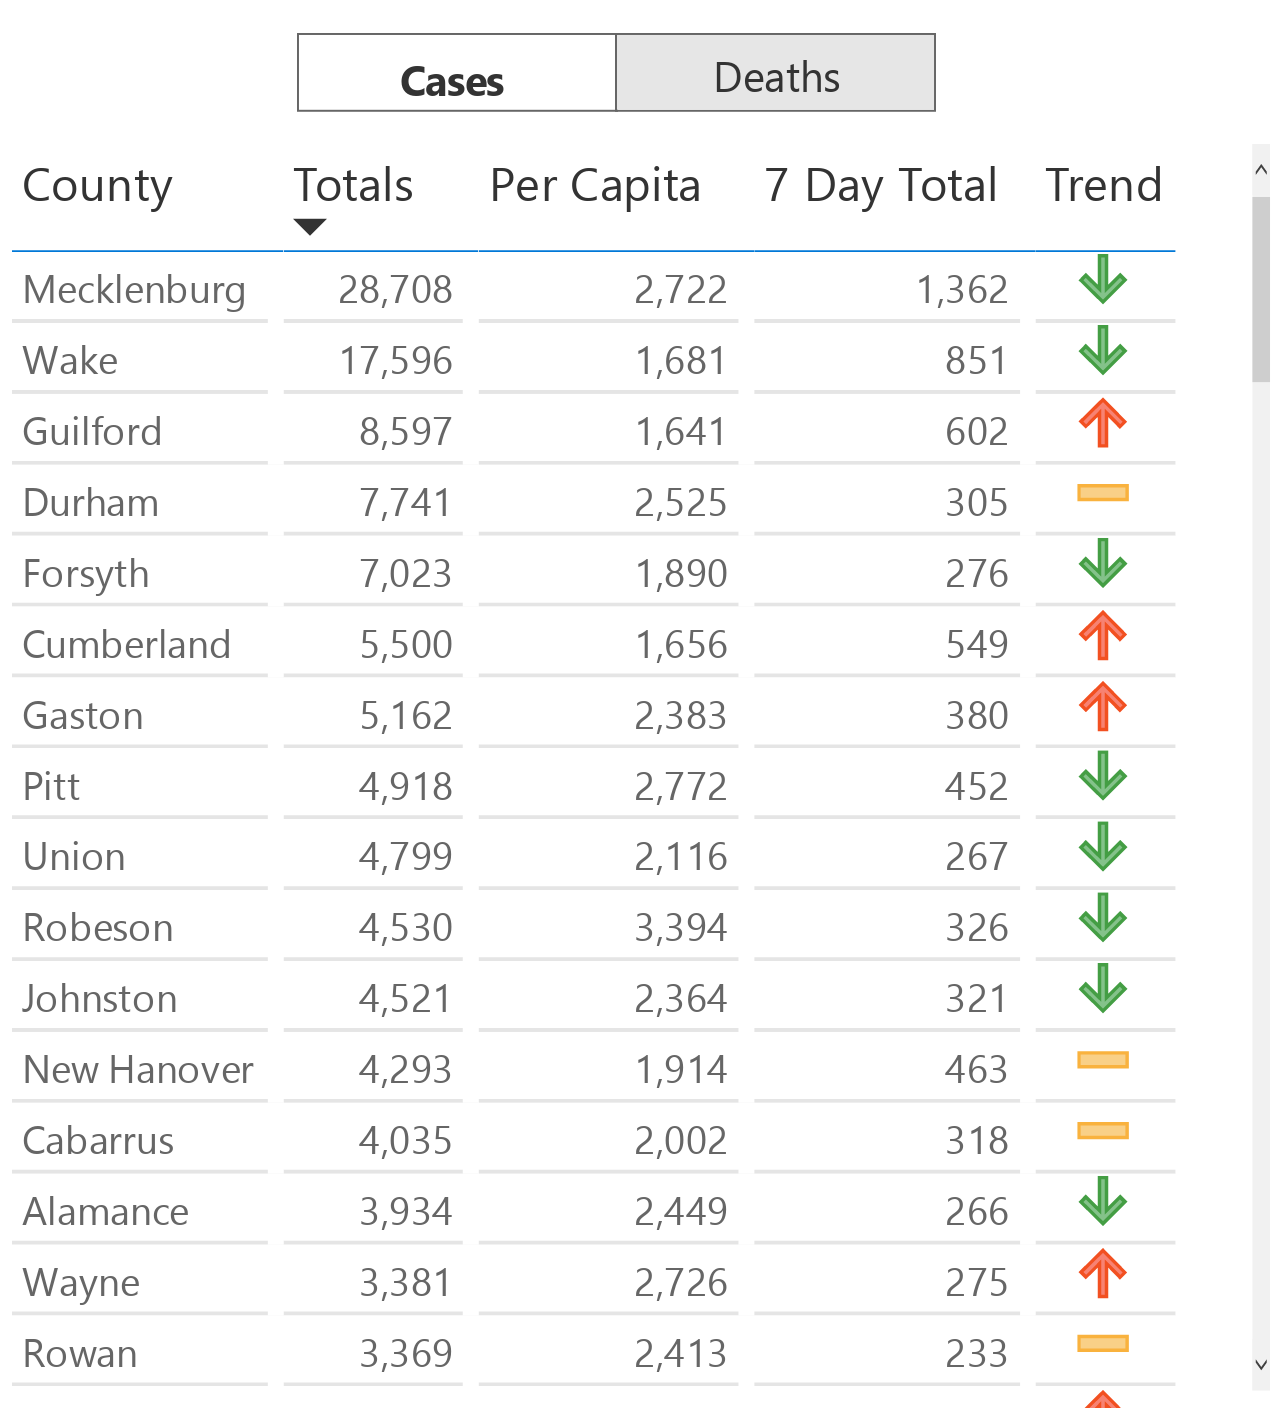 Cases Deaths
County Totals Per Capita 7 Day Total Trend
Mecklenburg 28,708 2,722 1,362
Wake 17,596 1,681 851
Guilford 8,597 1,641 602
Durham 7,741 2,525 305
Forsyth 7,023 1,890 276
Cumberland 5,500 1,656 549
Gaston 5,162 2,383 380
Pitt 4,918 2,772 452
Union 4,799 2,116 267
Robeson 4,530 3,394 326
Johnston 4,521 2,364 321
New Hanover 4,293 1,914 463
Cabarrus 4,035 2,002 318
Alamance 3,934 2,449 266
Wayne 3,381 2,726 275
Rowan 3,369 2,413 233